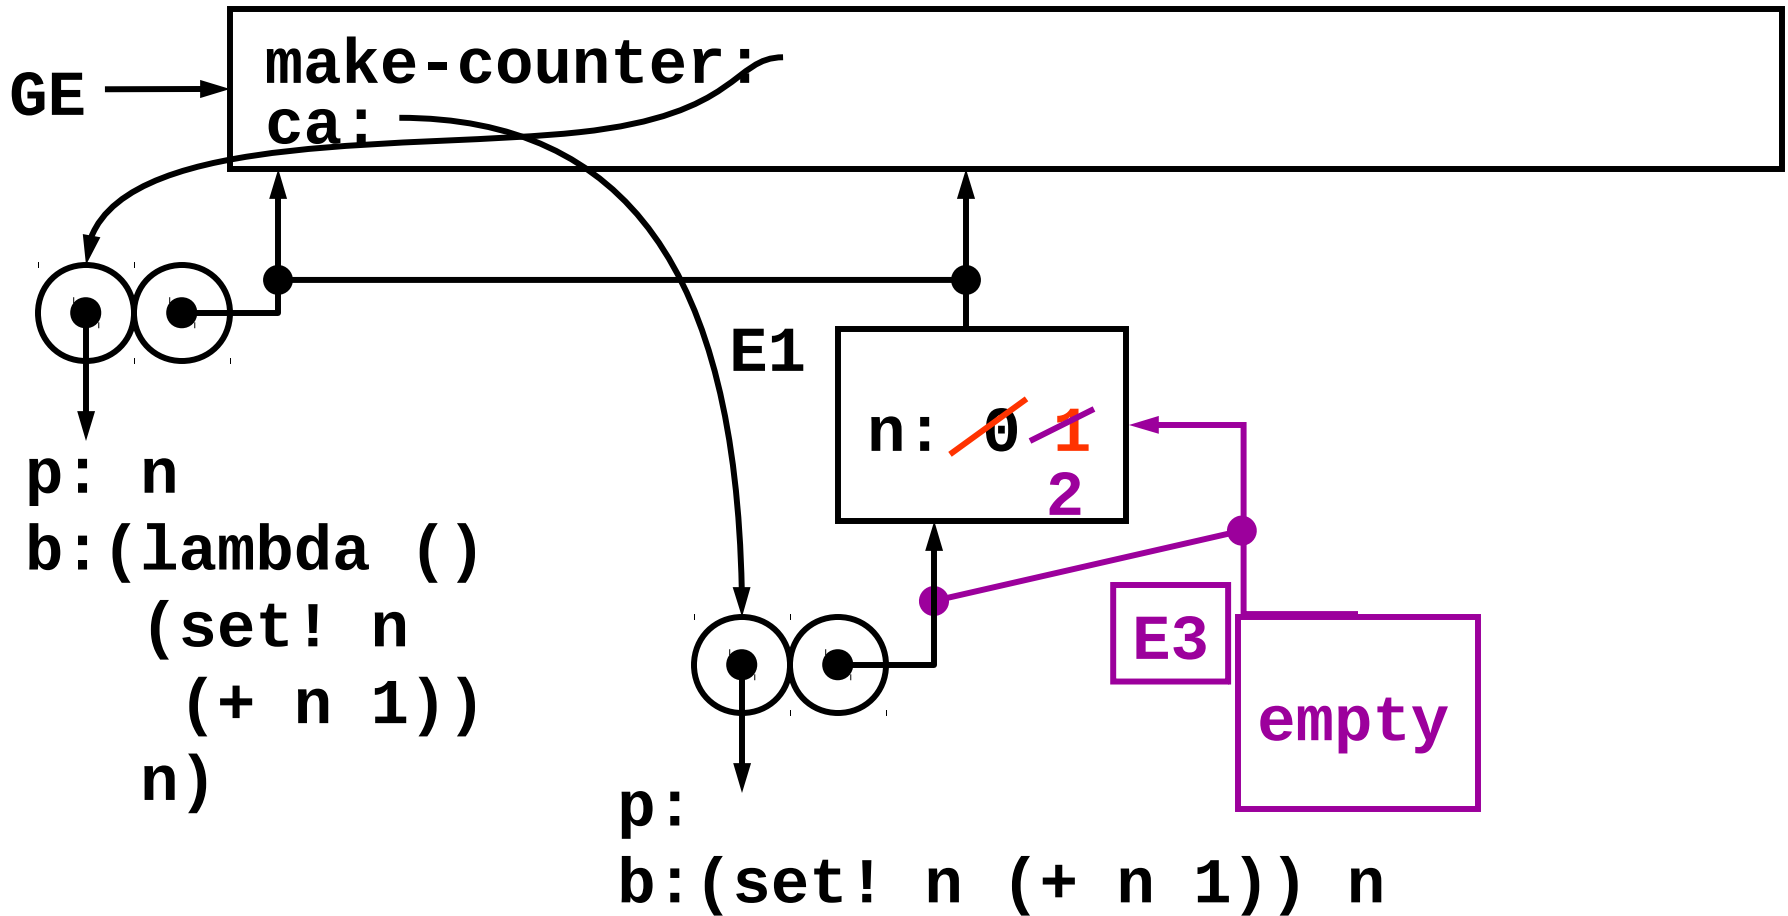 GE
make-counter:
ca:
E1
n: 0 1
2
p: n
b:(lambda ()
(set! n
(+ n 1))
n)
E3
empty
p:
b:(set! n (+ n 1)) n